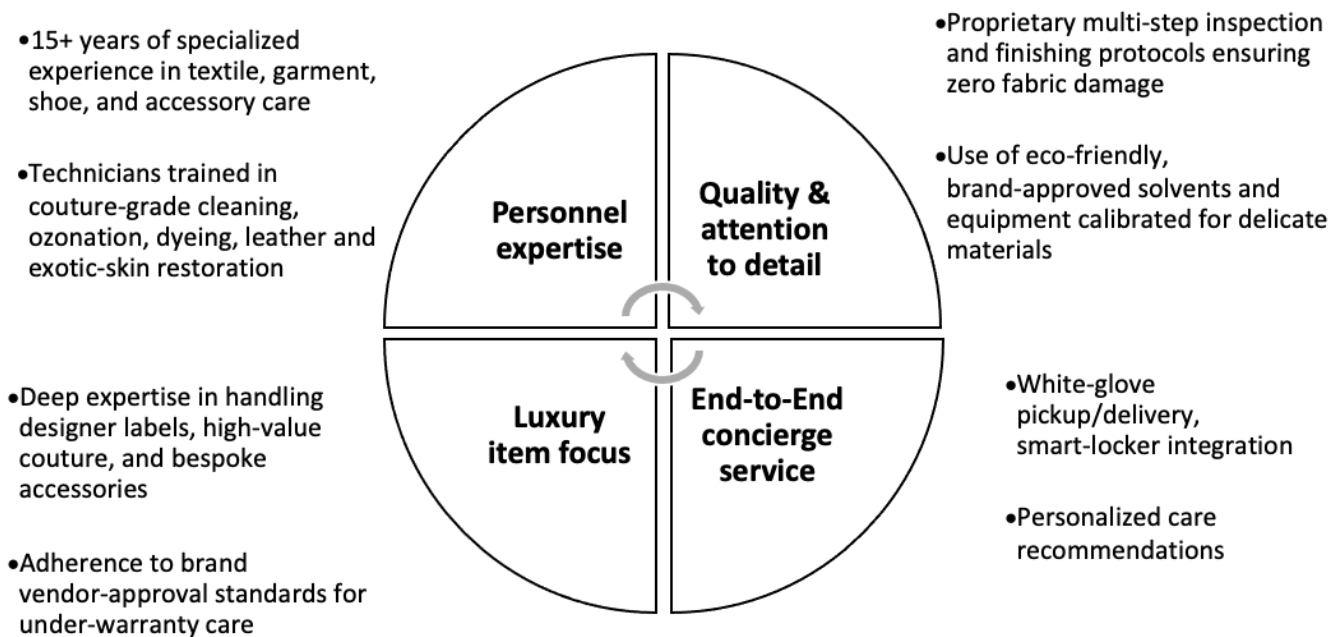 •15+ years of specialized
experience in textile, garment,
shoe, and accessory care
•Technicians trained in
couture-grade cleaning,
ozonation, dyeing, leather and
exotic-skin restoration
Personnel
expertise
Quality &
attention
to detail
•Proprietary multi-step inspection
and finishing protocols ensuring
zero fabric damage
•Use of eco-friendly,
brand-approved solvents and
equipment calibrated for delicate
materials
•Deep expertise in handling
designer labels, high-value
couture, and bespoke
accessories
•Adherence to brand
vendor-approval standards for
under-warranty care
Luxury
item focus
End-to-End
concierge
service
•White-glove
pickup/delivery,
smart-locker integration
•Personalized care
recommendations